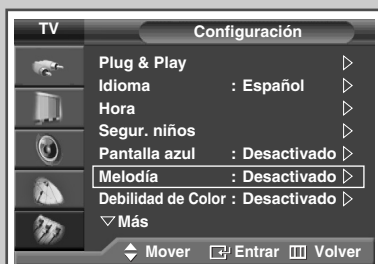 TV Configuración
Plug & Play
Idioma : Español
Hora
Segur. niños
Pantalla azul : Desactivado
Melodía : Desactivado
Debilidad de Color : Desactivado
Más
Mover Entrar Volver